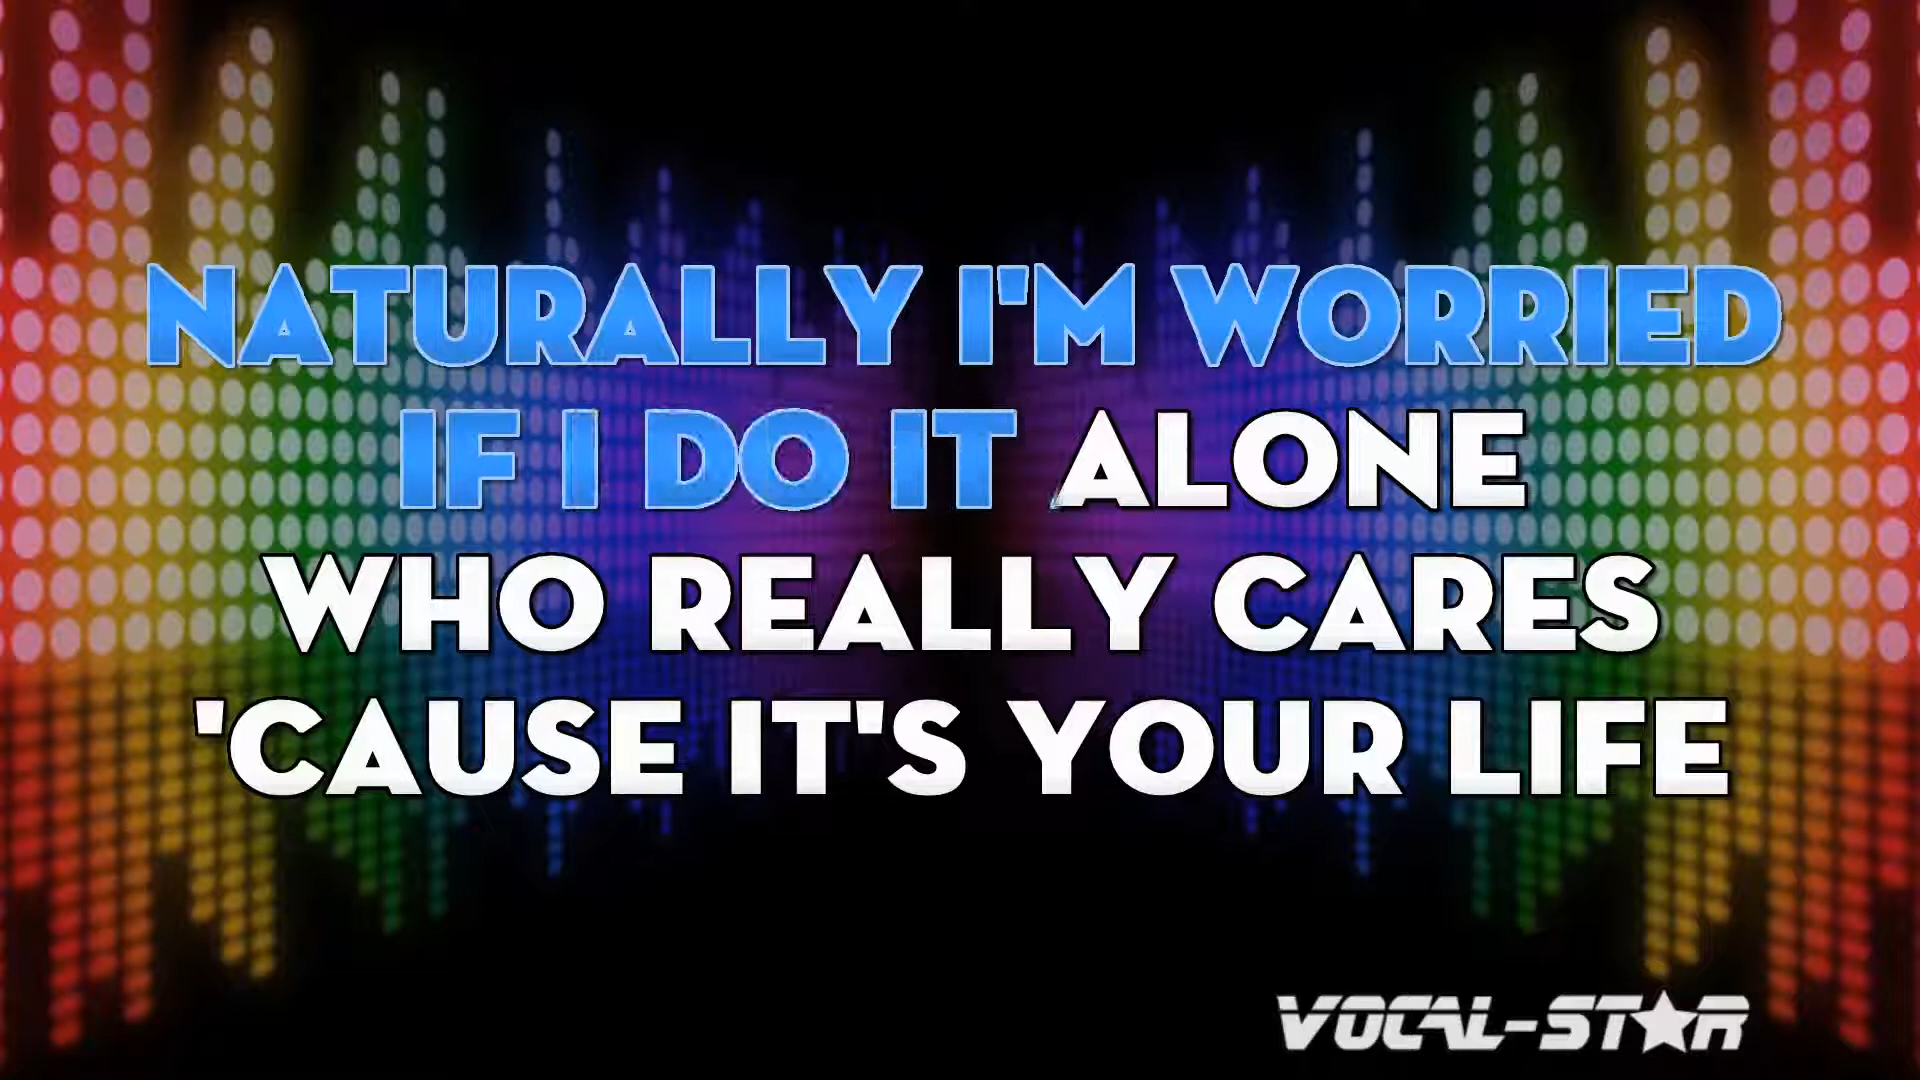 NATURALLY I'M WORRIED
IF I DO IT ALONE
WHO REALLY CARES
'CAUSE IT'S YOUR LIFE
VOCAL-STAR